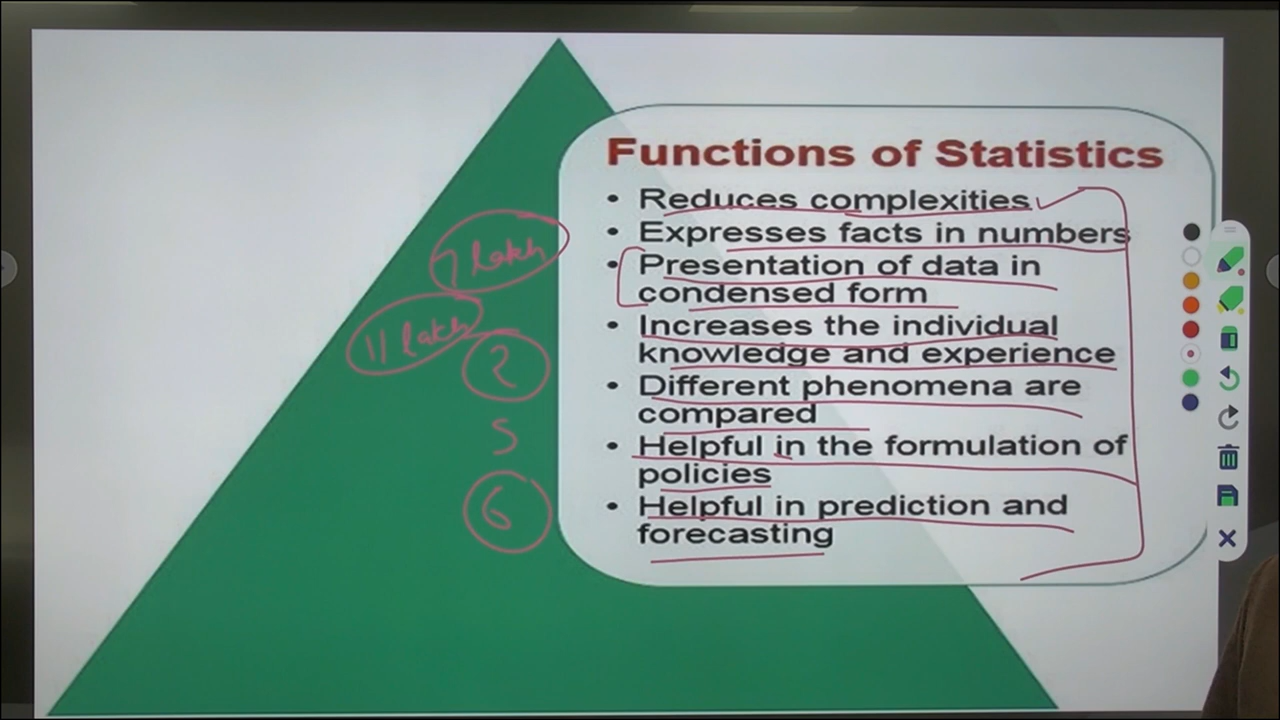 Functions of Statistics
• Reduces complexities
• Expresses facts in numbers
• Presentation of data in
condensed form
• Increases the individual
knowledge and experience
• Different phenomena are
compared
• Helpful in the formulation of
policies
• Helpful in prediction and
forecasting
7 lakh
11 lakh
2
5
6